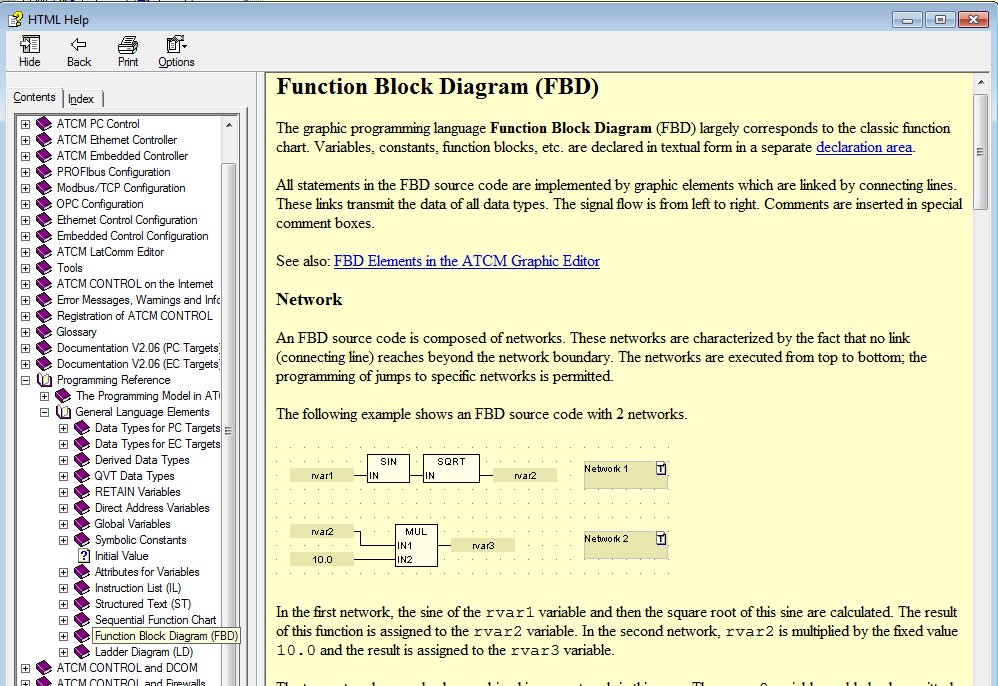 HTML Help
Hide Back Print Options
Contents Index
ATCM PC Control
ATCM Ethernet Controller
ATCM Embedded Controller
PROFIbus Configuration
Modbus/TCP Configuration
OPC Configuration
Ethernet Control Configuration
Embedded Control Configuration
ATCM LatComm Editor
Tools
ATCM CONTROL on the Internet
Error Messages, Warnings and Info
Registration of ATCM CONTROL
Glossary
Documentation V2.06 (PC Targets
Documentation V2.06 (EC Targets
Programming Reference
The Programming Model in AT
General Language Elements
Data Types for PC Targets
Data Types for EC Targets
Derived Data Types
QVT Data Types
RETAIN Variables
Direct Address Variables
Global Variables
Symbolic Constants
Initial Value
Attributes for Variables
Instruction List (IL)
Structured Text (ST)
Sequential Function Chart
Function Block Diagram (FBD)
Ladder Diagram (LD)
ATCM CONTROL and DCOM
ATCM CONTROL and Firewalls
Function Block Diagram (FBD)
The graphic programming language Function Block Diagram (FBD) largely corresponds to the classic function
chart. Variables, constants, function blocks, etc. are declared in textual form in a separate declaration area.
All statements in the FBD source code are implemented by graphic elements which are linked by connecting lines.
These links transmit the data of all data types. The signal flow is from left to right. Comments are inserted in special
comment boxes.
See also: FBD Elements in the ATCM Graphic Editor
Network
An FBD source code is composed of networks. These networks are characterized by the fact that no link
(connecting line) reaches beyond the network boundary. The networks are executed from top to bottom; the
programming of jumps to specific networks is permitted.
The following example shows an FBD source code with 2 networks.
SIN SQRT
rvar1 IN IN rvar2
Network 1 T
rvar2 MUL
IN1 rvar3
10.0 IN2
Network 2 T
In the first network, the sine of the rvar1 variable and then the square root of this sine are calculated. The result
of this function is assigned to the rvar2 variable. In the second network, rvar2 is multiplied by the fixed value
10.0 and the result is assigned to the rvar3 variable.